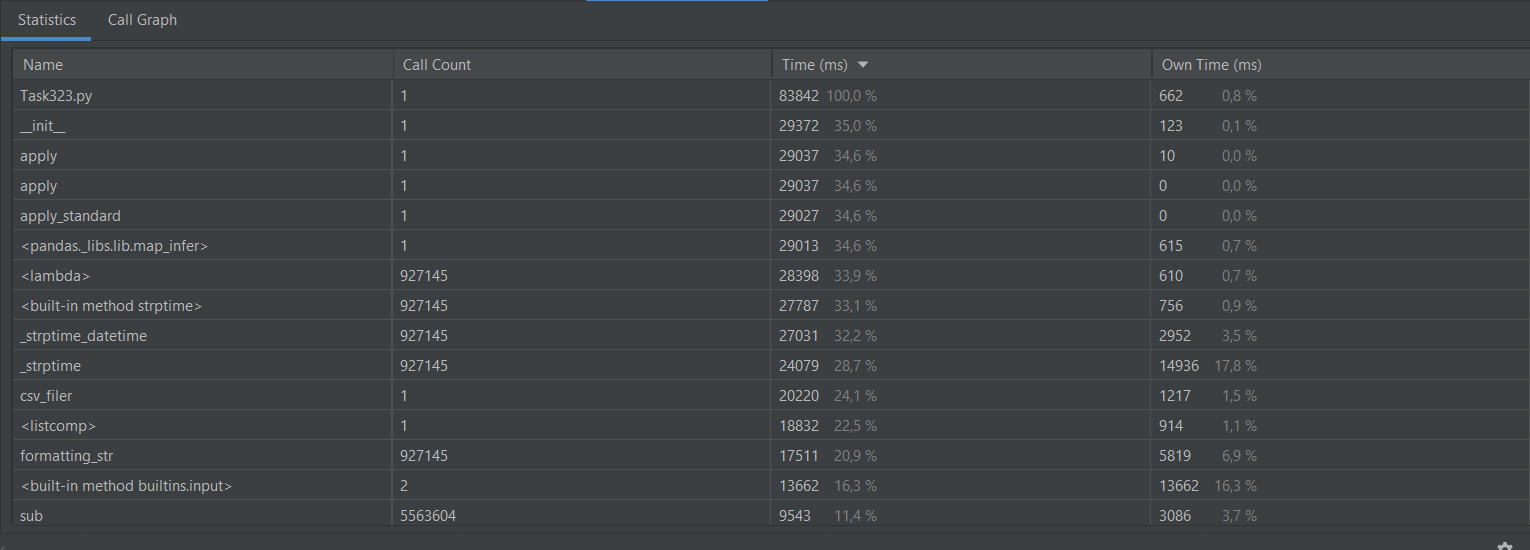 Statistics Call Graph
Name Call Count Time (ms) Own Time (ms)
Task323.py 1 83842 100,0 % 662 0,8 %
__init__ 1 29372 35,0 % 123 0,1 %
apply 1 29037 34,6 % 10 0,0 %
apply 1 29037 34,6 % 0 0,0 %
apply_standard 1 29027 34,6 % 0 0,0 %
<pandas._libs.lib.map_infer> 1 29013 34,6 % 615 0,7 %
<lambda> 927145 28398 33,9 % 610 0,7 %
<built-in method strptime> 927145 27787 33,1 % 756 0,9 %
_strptime_datetime 927145 27031 32,2 % 2952 3,5 %
_strptime 927145 24079 28,7 % 14936 17,8 %
csv_filer 1 20220 24,1 % 1217 1,5 %
<listcomp> 1 18832 22,5 % 914 1,1 %
formatting_str 927145 17511 20,9 % 5819 6,9 %
<built-in method builtins.input> 2 13662 16,3 % 13662 16,3 %
sub 5563604 9543 11,4 % 3086 3,7 %